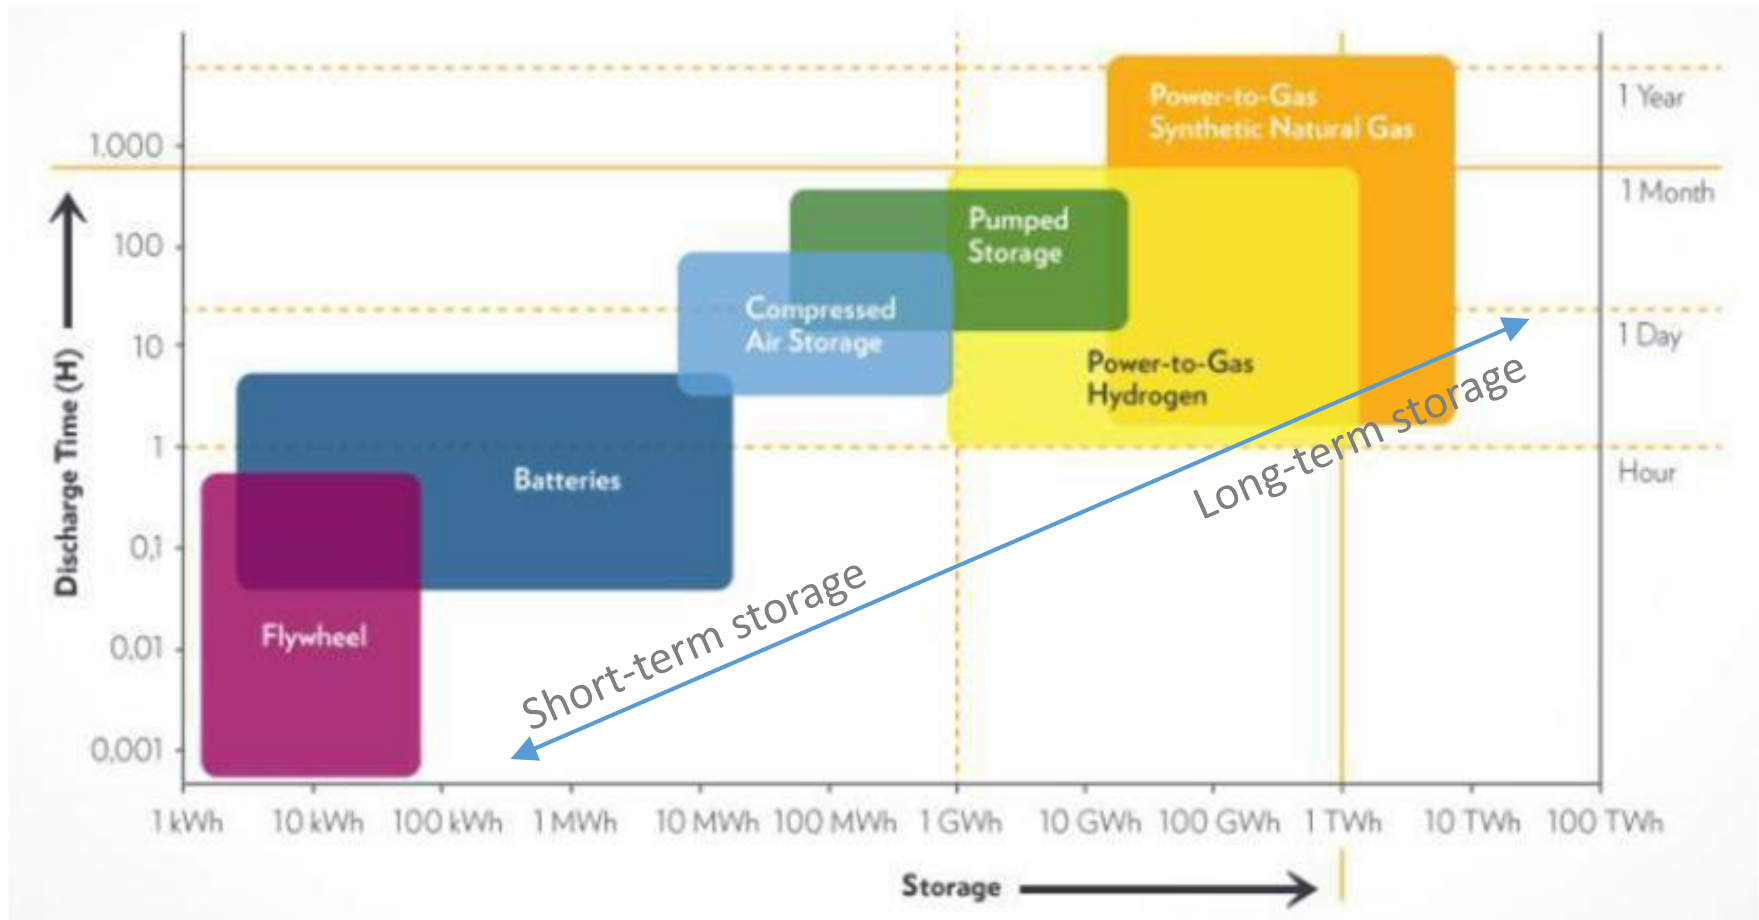 1.000
100
10
1
0,1
0,01
0,001
Discharge Time (H)
Power-to-Gas
Synthetic Natural Gas
Pumped
Storage
Compressed
Air Storage
Power-to-Gas
Hydrogen
Batteries
Flywheel
Short-term storage
Long-term storage
1 Year
1 Month
1 Day
Hour
1 kWh 10 kWh 100 kWh 1 MWh 10 MWh 100 MWh 1 GWh 10 GWh 100 GWh 1 TWh 10 TWh 100 TWh
Storage